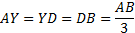 AY = YD = DB = AB/3